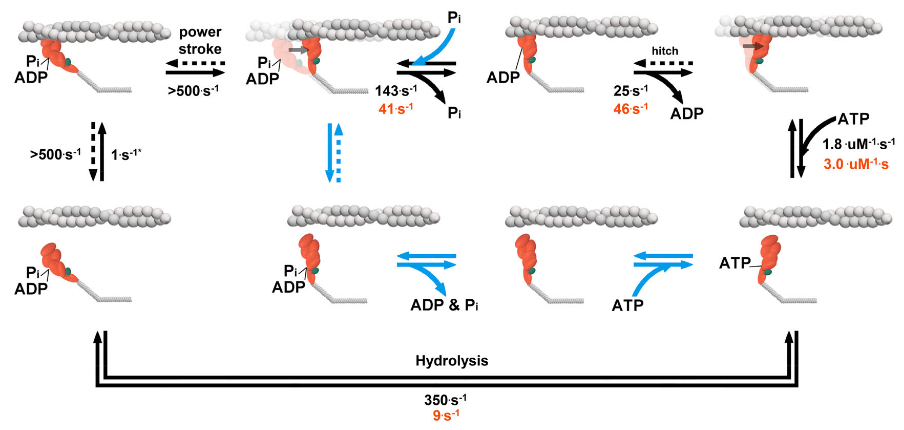 Pi
ADP
power
stroke
>500·s-1
Pi
ADP
Pi
143·s-1
41·s-1
Pi
ADP
hitch
25·s-1
46·s-1
ADP
>500·s-1
1·s-1*
ATP
1.8 ·uM-1·s-1
3.0 ·uM-1·s
Pi
ADP
Pi
ADP
ADP & Pi
ATP
ATP
Hydrolysis
350·s-1
9·s-1